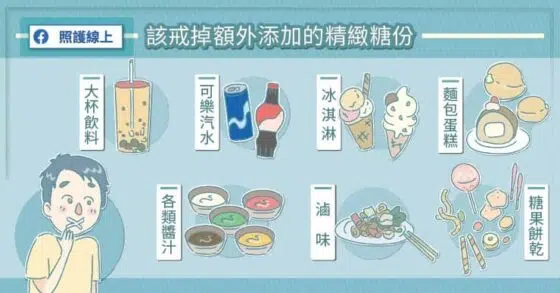 照護線上
該戒掉額外添加的精緻糖份
大杯飲料
可樂汽水
冰淇淋
麵包蛋糕
各類醬汁
滷味
糖果餅乾